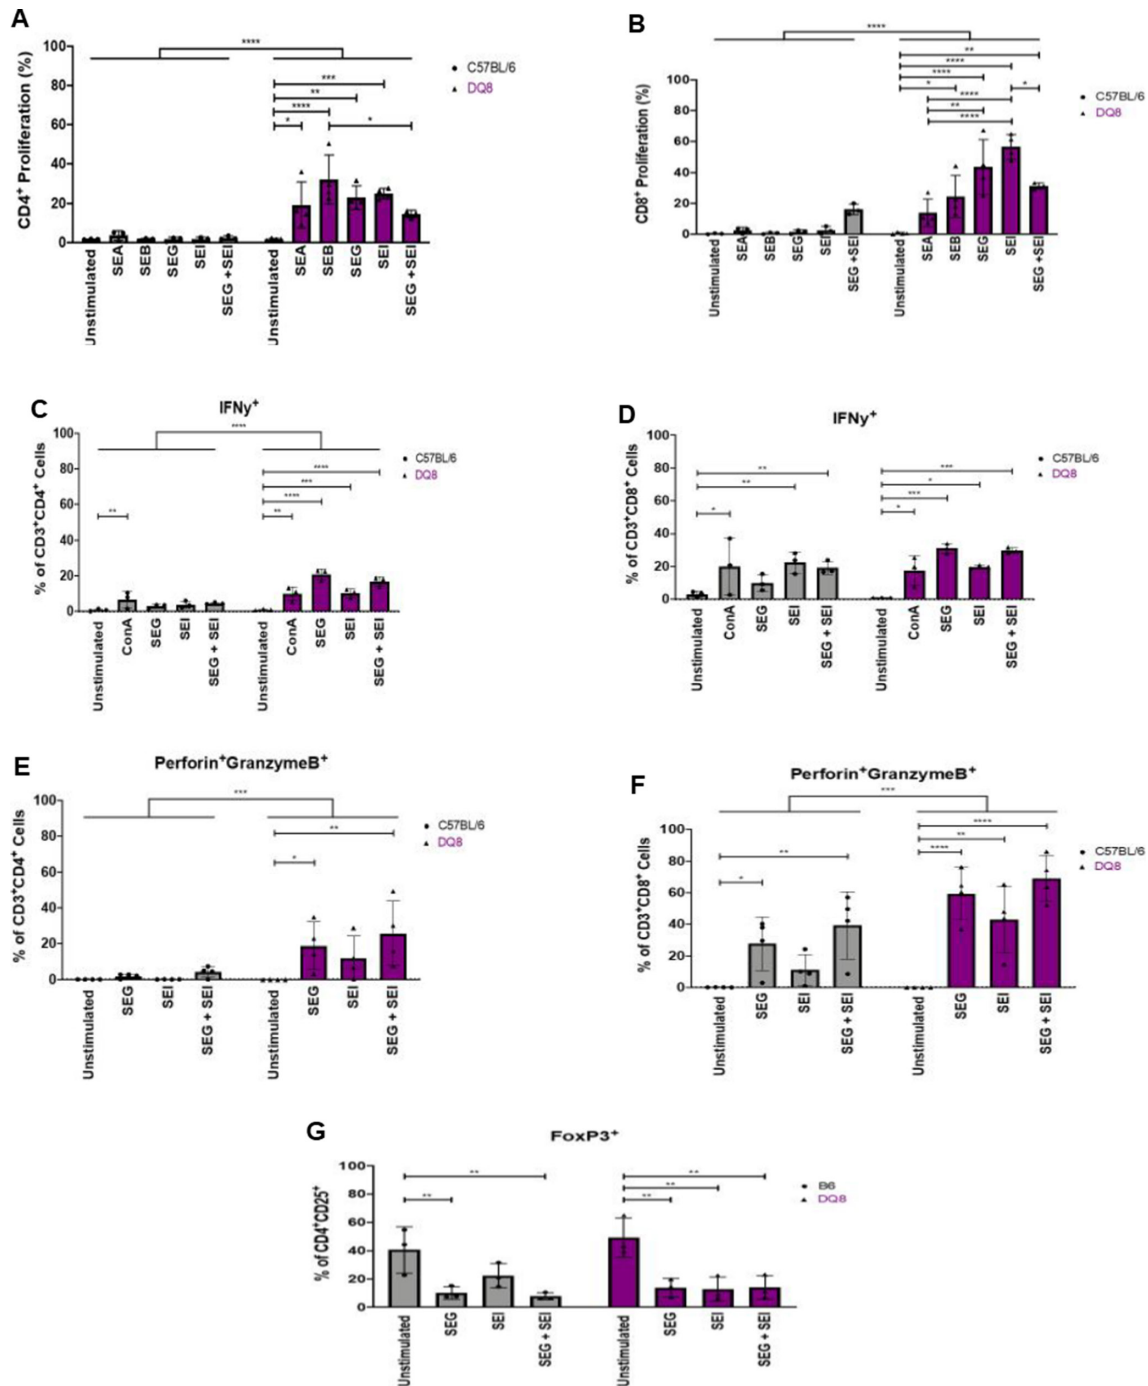 A
CD4⁺ Proliferation (%)
100
80
60
40
20
0
****
***
**
****
*
*
C57BL/6
DQ8
Unstimulated
SEA
SEB
SEG
SEI
SEG +SEI
Unstimulated
SEA
SEB
SEG
SEI
SEG + SEI
B
CD8⁺ Proliferation (%)
100
80
60
40
20
0
****
**
****
****
*
****
*
**
****
C57BL/6
DQ8
Unstimulated
SEA
SEB
SEG
SEI
SEG +SEI
Unstimulated
SEA
SEB
SEG
SEI
SEG +SEI
C
IFNy⁺
% of CD3⁺CD4⁺ Cells
100
80
60
40
20
0
****
**
****
***
****
**
C57BL/6
DQ8
Unstimulated
ConA
SEG
SEI
SEG + SEI
Unstimulated
ConA
SEG
SEI
SEG + SEI
D
IFNy⁺
% of CD3⁺CD8⁺ Cells
100
80
60
40
20
0
**
**
*
***
*
***
*
C57BL/6
DQ8
Unstimulated
ConA
SEG
SEI
SEG + SEI
Unstimulated
ConA
SEG
SEI
SEG + SEI
E
Perforin⁺GranzymeB⁺
% of CD3⁺CD4⁺ Cells
100
80
60
40
20
0
***
**
*
C57BL/6
DQ8
Unstimulated
SEG
SEI
SEG + SEI
Unstimulated
SEG
SEI
SEG + SEI
F
Perforin⁺GranzymeB⁺
% of CD3⁺CD8⁺ Cells
100
80
60
40
20
0
***
**
*
****
**
****
C57BL/6
DQ8
Unstimulated
SEG
SEI
SEG + SEI
Unstimulated
SEG
SEI
SEG + SEI
G
FoxP3⁺
% of CD4⁺CD25⁺
100
80
60
40
20
0
**
**
**
**
**
B6
DQ8
Unstimulated
SEG
SEI
SEG + SEI
Unstimulated
SEG
SEI
SEG + SEI